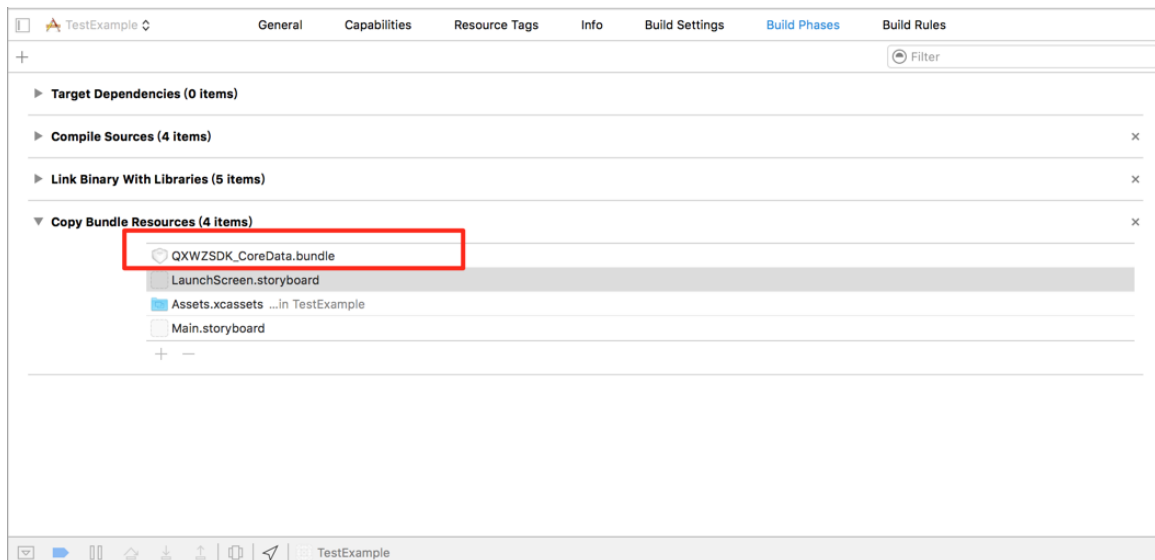 TestExample General Capabilities Resource Tags Info Build Settings Build Phases Build Rules
Filter
Target Dependencies (0 items)
Compile Sources (4 items)
Link Binary With Libraries (5 items)
Copy Bundle Resources (4 items)
QXWZSDK_CoreData.bundle
LaunchScreen.storyboard
Assets.xcassets ...in TestExample
Main.storyboard
TestExample